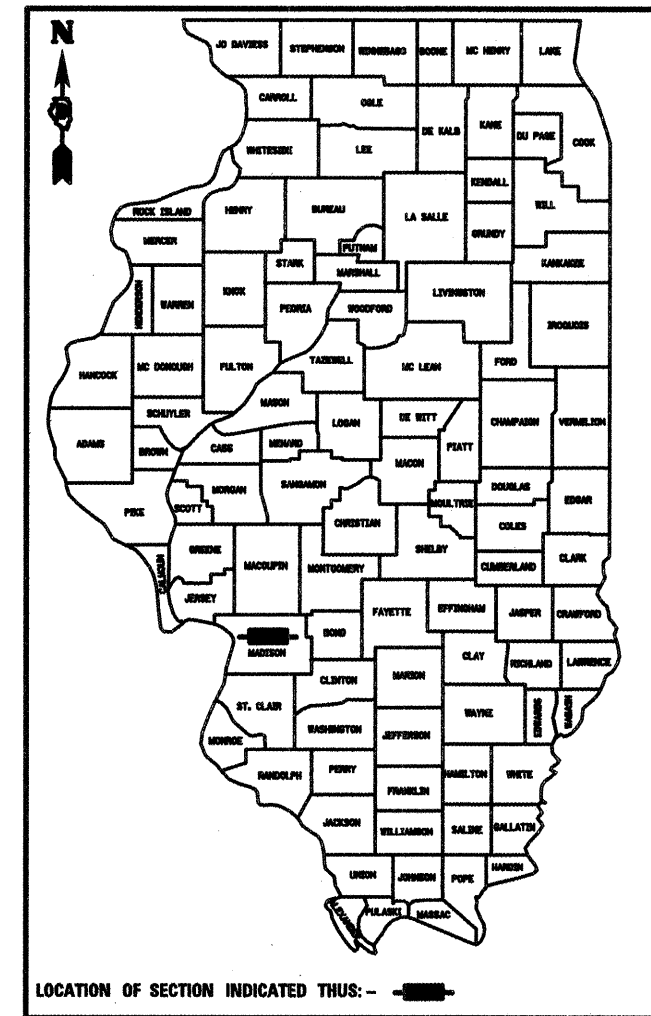 N
JO DAVIESS STEPHENSON WINNEBAGO BOONE MC HENRY LAKE
CARROLL OGLE DE KALB KANE DU PAGE COOK
WHITESIDE LEE KENDALL WILL
ROCK ISLAND HENRY BUREAU LA SALLE GRUNDY
MERCER PUTNAM KANKAKEE
STARK MARSHALL
HENDERSON WARREN KNOX PEORIA WOODFORD LIVINGSTON IROQUOIS
HANCOCK MC DONOUGH FULTON TAZEWELL MC LEAN FORD
SCHUYLER MASON LOGAN DE WITT CHAMPAIGN VERMILION
ADAMS BROWN CASS MENARD PIATT
MACON
PIKE SCOTT MORGAN SANGAMON MOULTRIE DOUGLAS EDGAR
CHRISTIAN COLES
CALHOUN GREENE MACOUPIN MONTGOMERY SHELBY CUMBERLAND CLARK
JERSEY FAYETTE EFFINGHAM JASPER CRAWFORD
MADISON BOND CLAY RICHLAND LAWRENCE
CLINTON MARION
ST. CLAIR WAYNE EDWARDS WABASH
MONROE WASHINGTON JEFFERSON
RANDOLPH PERRY HAMILTON WHITE
FRANKLIN
JACKSON WILLIAMSON SALINE GALLATIN
UNION JOHNSON POPE HARDIN
ALEXANDER PULASKI MASSAC
LOCATION OF SECTION INDICATED THUS: -